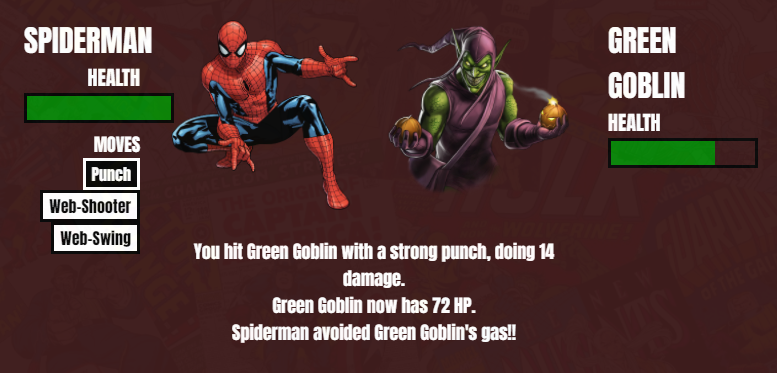 SPIDERMAN
HEALTH
MOVES
Punch
Web-Shooter
Web-Swing
GREEN
GOBLIN
HEALTH
You hit Green Goblin with a strong punch, doing 14
damage.
Green Goblin now has 72 HP.
Spiderman avoided Green Goblin's gas!!